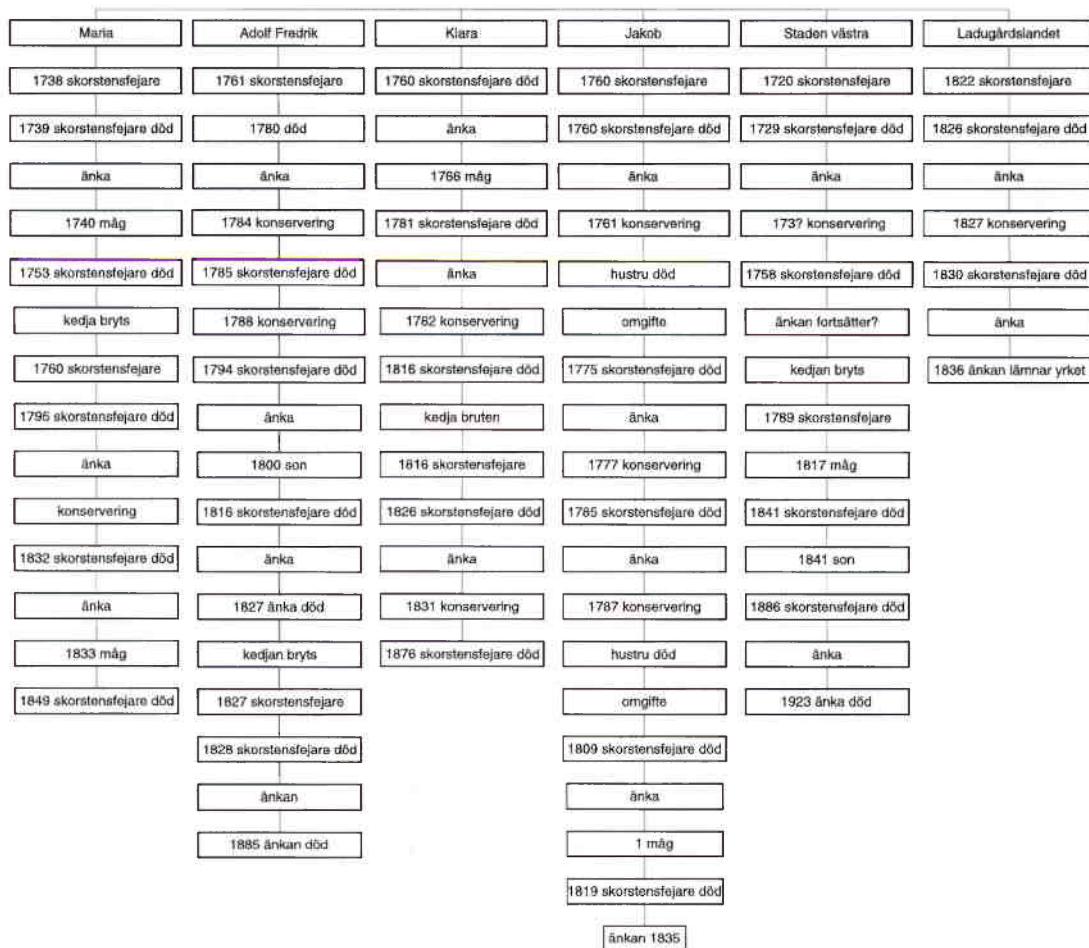 Maria
1738 skorstensfejare
1739 skorstensfejare död
änka
1740 måg
1753 skorstensfejare död
kedja bryts
1760 skorstensfejare
1795 skorstensfejare död
änka
konservering
1832 skorstensfejare död
änka
1833 måg
1849 skorstensfejare död
Adolf Fredrik
1761 skorstensfejare
1780 död
änka
1784 konservering
1785 skorstensfejare död
1788 konservering
1794 skorstensfejare död
änka
1800 son
1816 skorstensfejare död
änka
1827 änka död
kedjan bryts
1827 skorstensfejare
1828 skorstensfejare död
änkan
1885 änkan död
Klara
1760 skorstensfejare död
änka
1766 måg
1781 skorstensfejare död
änka
1782 konservering
1816 skorstensfejare död
kedja bruten
1816 skorstensfejare
1826 skorstensfejare död
änka
1831 konservering
1876 skorstensfejare död
Jakob
1760 skorstensfejare
1760 skorstensfejare död
änka
1761 konservering
hustru död
omgifte
1775 skorstensfejare död
änka
1777 konservering
1785 skorstensfejare död
änka
1787 konservering
hustru död
omgifte
1809 skorstensfejare död
änka
1 måg
1819 skorstensfejare död
änkan 1835
Staden västra
1720 skorstensfejare
1729 skorstensfejare död
änka
173? konservering
1758 skorstensfejare död
änkan fortsätter?
kedjan bryts
1789 skorstensfejare
1817 måg
1841 skorstensfejare död
1841 son
1886 skorstensfejare död
änka
1923 änka död
Ladugårdslandet
1822 skorstensfejare
1826 skorstensfejare död
änka
1827 konservering
1830 skorstensfejare död
änka
1836 änkan lämnar yrket